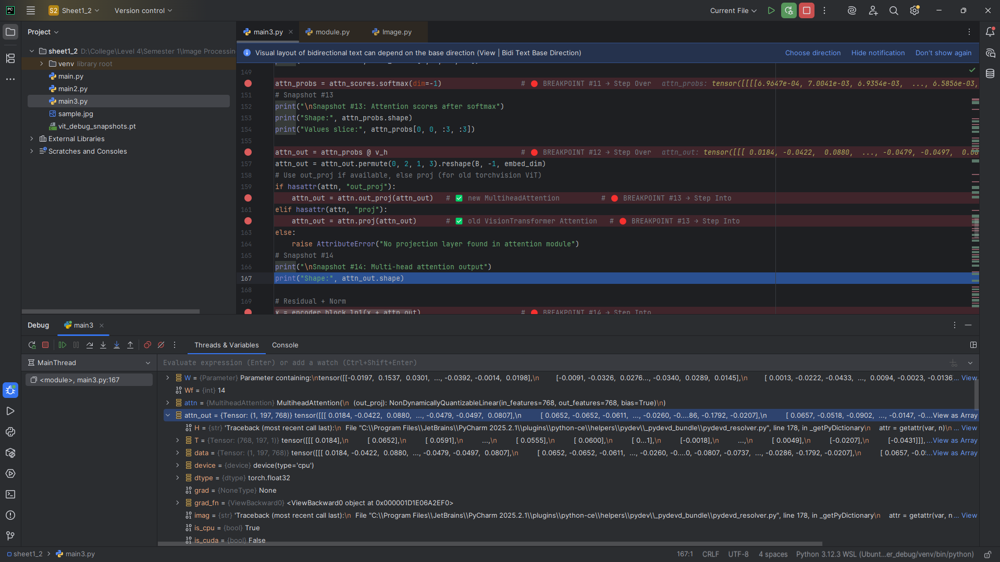 S2 Sheet1_2 Version control Current File
Project
main3.py module.py Image.py
Visual layout of bidirectional text can depend on the base direction (View | Bidi Text Base Direction) Choose direction Hide notification Don't show again
sheet1_2 D:\College\Level 4\Semester 1\Image Processing
venv library root
main.py
main2.py
main3.py
sample.jpg
vit_debug_snapshots.pt
External Libraries
Scratches and Consoles
149
attn_probs = attn_scores.softmax(dim=-1) # 🔴 BREAKPOINT #11 → Step Over attn_probs: tensor([[[[6.9647e-04, 7.0041e-03, 6.9354e-03, ..., 6.5856e-03,
151 # Snapshot #13
152 print("\nSnapshot #13: Attention scores after softmax")
153 print("Shape:", attn_probs.shape)
154 print("Values slice:", attn_probs[0, 0, :3, :3])
155
attn_out = attn_probs @ v_h # 🔴 BREAKPOINT #12 → Step Over attn_out: tensor([[[ 0.0184, -0.0422, 0.0880, ..., -0.0479, -0.0497,
157 attn_out = attn_out.permute(0, 2, 1, 3).reshape(B, -1, embed_dim)
158 # Use out_proj if available, else proj (for old torchvision ViT)
159 if hasattr(attn, "out_proj"):
attn_out = attn.out_proj(attn_out) # ✅ new MultiheadAttention # 🔴 BREAKPOINT #13 → Step Into
161 elif hasattr(attn, "proj"):
attn_out = attn.proj(attn_out) # ✅ old VisionTransformer Attention # 🔴 BREAKPOINT #13 → Step Into
163 else:
164 raise AttributeError("No projection layer found in attention module")
165 # Snapshot #14
166 print("\nSnapshot #14: Multi-head attention output")
167 print("Shape:", attn_out.shape)
168
169 # Residual + Norm
x = encoder_block.ln1(x + attn_out) # 🔴 BREAKPOINT #14 → Step Into
Debug main3
Threads & Variables Console
MainThread
<module>, main3.py:167
Evaluate expression (Enter) or add a watch (Ctrl+Shift+Enter)
W = {Parameter} Parameter containing:\ntensor([[-0.0197, 0.1537, 0.0301, ..., -0.0392, -0.0014, 0.0198],\n [-0.0091, -0.0326, 0.0276..., -0.0340, 0.0289, 0.0145],\n [ 0.0013, -0.0222, -0.0433, ..., 0.0094, -0.0023, -0.0136... View
Wf = {int} 14
attn = {MultiheadAttention} MultiheadAttention(\n (out_proj): NonDynamicallyQuantizableLinear(in_features=768, out_features=768, bias=True)\n)
attn_out = {Tensor: (1, 197, 768)} tensor([[[ 0.0184, -0.0422, 0.0880, ..., -0.0479, -0.0497, 0.0807],\n [ 0.0652, -0.0652, -0.0611, ..., -0.0260, -0....86, -0.1792, -0.0207],\n [ 0.0657, -0.0518, -0.0902, ..., -0.0147, -0....View as Array
H = {str} 'Traceback (most recent call last):\n File "C:\\Program Files\\JetBrains\\PyCharm 2025.2.1\\plugins\\python-ce\\helpers\\pydev\\_pydevd_bundle\\pydevd_resolver.py", line 178, in _getPyDictionary\n attr = getattr(var, n)\n ... View
T = {Tensor: (768, 197, 1)} tensor([[[ 0.0184],\n [ 0.0652],\n [ 0.0591],\n ...,\n [ 0.0555],\n [ 0.0600],\n [ 0...1],\n [-0.0018],\n ...,\n [ 0.0049],\n [-0.0207],\n [-0.0431]]],...View as Array
data = {Tensor: (1, 197, 768)} tensor([[[ 0.0184, -0.0422, 0.0880, ..., -0.0479, -0.0497, 0.0807],\n [ 0.0652, -0.0652, -0.0611, ..., -0.0260, -0....0, -0.0807, -0.0737, ..., -0.0286, -0.1792, -0.0207],\n [ 0.0657, ...View as Array
device = {device} device(type='cpu')
dtype = {dtype} torch.float32
grad = {NoneType} None
grad_fn = {ViewBackward0} <ViewBackward0 object at 0x000001D1E06A2EF0>
imag = {str} 'Traceback (most recent call last):\n File "C:\\Program Files\\JetBrains\\PyCharm 2025.2.1\\plugins\\python-ce\\helpers\\pydev\\_pydevd_bundle\\pydevd_resolver.py", line 178, in _getPyDictionary\n attr = getattr(var, n... View
is_cpu = {bool} True
is_cuda = {bool} False
sheet1_2 main3.py 167:1 CRLF UTF-8 4 spaces Python 3.12.3 WSL (Ubunt...er_debug/venv/bin/python)